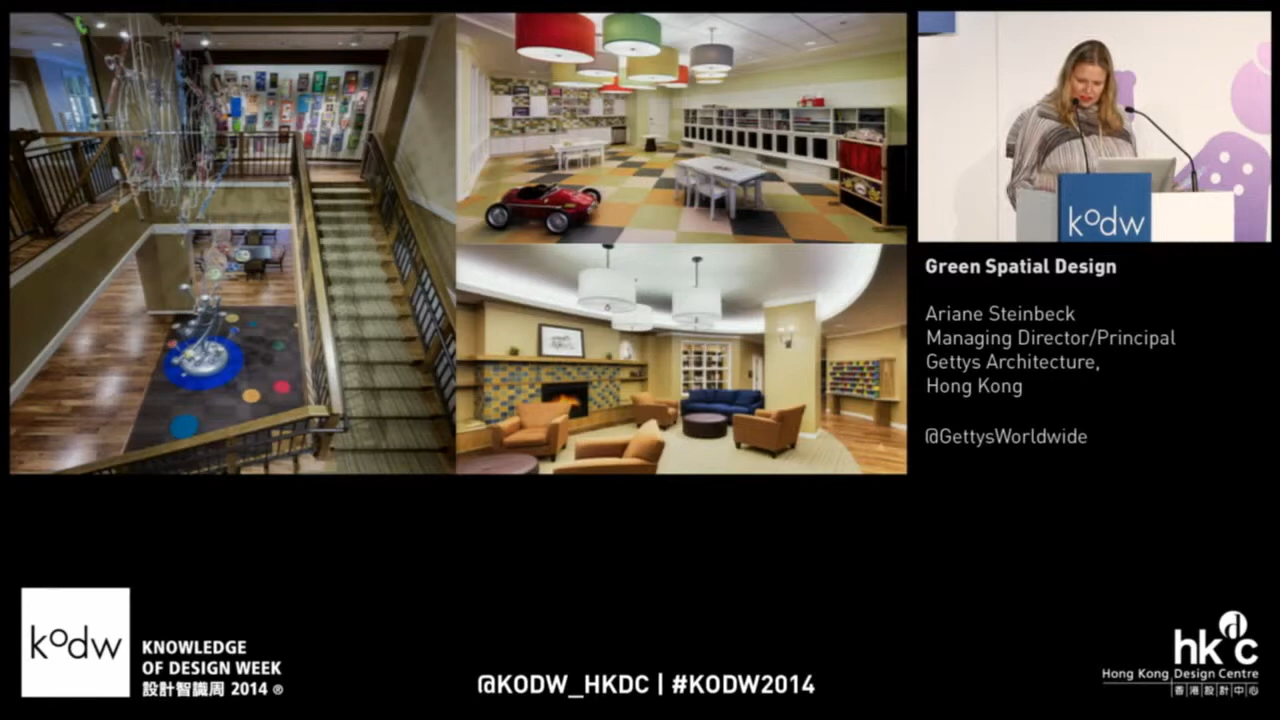 kodw
Green Spatial Design
Ariane Steinbeck
Managing Director/Principal
Gettys Architecture,
Hong Kong
@GettysWorldwide
kodw
KNOWLEDGE
OF DESIGN WEEK
設計智識周 2014 ®
@KODW_HKDC | #KODW2014
hkdc
Hong Kong Design Centre
香港設計中心